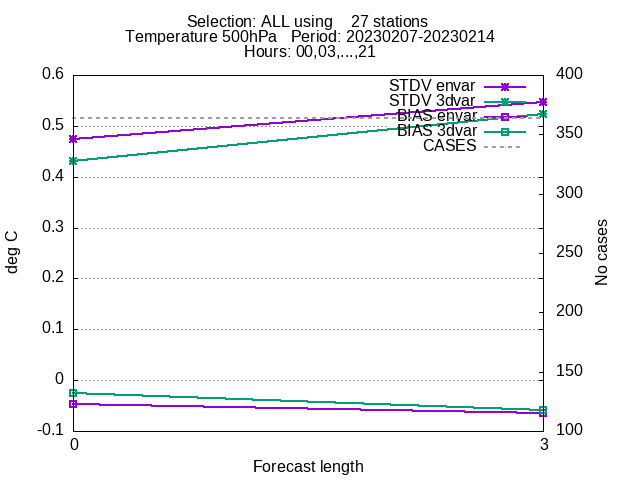 Selection: ALL using    27 stations
Temperature 500hPa   Period: 20230207-20230214
Hours: 00,03,...,21
0.6
0.5
0.4
0.3
0.2
0.1
0
-0.1
400
350
300
250
200
150
100
STDV envar
STDV 3dvar
BIAS envar
BIAS 3dvar
CASES
deg C
No cases
0
3
Forecast length